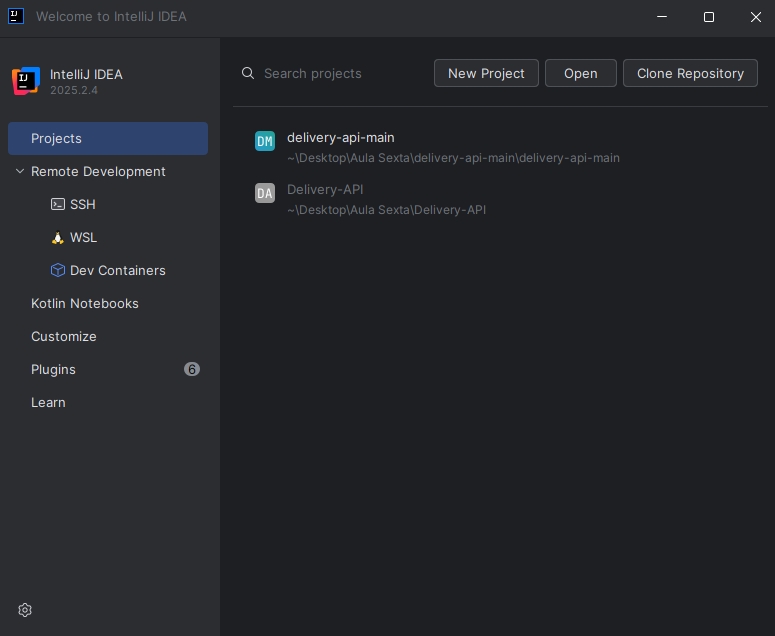 Welcome to IntelliJ IDEA
IntelliJ IDEA
2025.2.4
Projects
Remote Development
SSH
WSL
Dev Containers
Kotlin Notebooks
Customize
Plugins 6
Learn
Search projects New Project Open Clone Repository
DM delivery-api-main
~\Desktop\Aula Sexta\delivery-api-main\delivery-api-main
DA Delivery-API
~\Desktop\Aula Sexta\Delivery-API